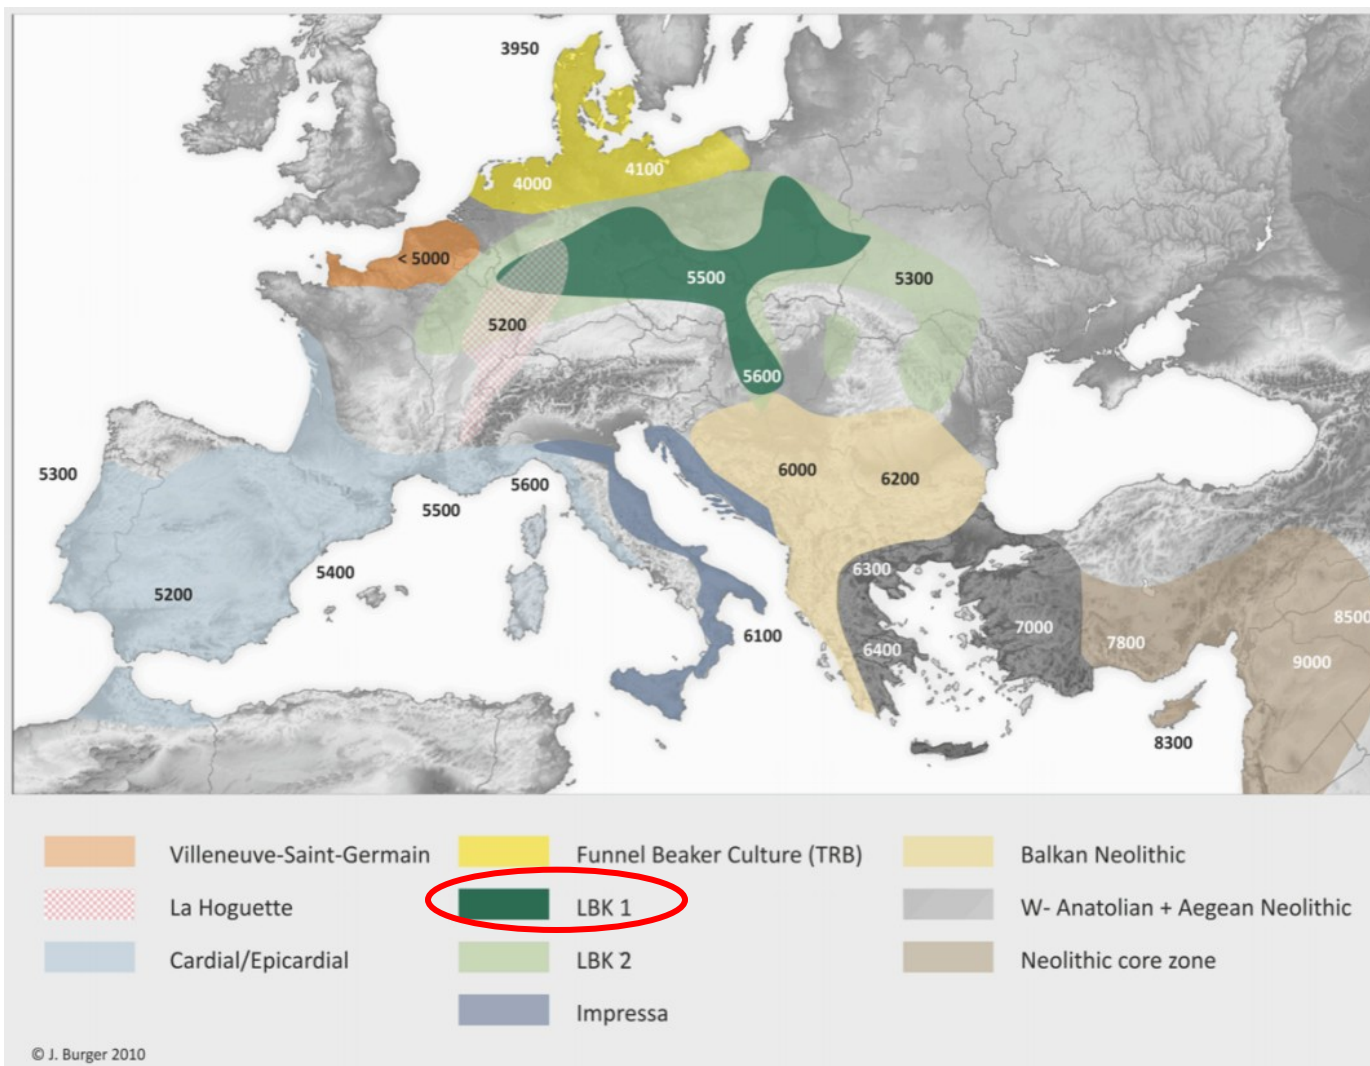 3950
4000
4100
< 5000
5500
5300
5200
5600
5300
6000
6200
5600
5500
5400
6300
5200
7000
8500
6100
6400
7800
9000
8300
Villeneuve-Saint-Germain
La Hoguette
Cardial/Epicardial
Funnel Beaker Culture (TRB)
LBK 1
LBK 2
Impressa
Balkan Neolithic
W- Anatolian + Aegean Neolithic
Neolithic core zone
© J. Burger 2010